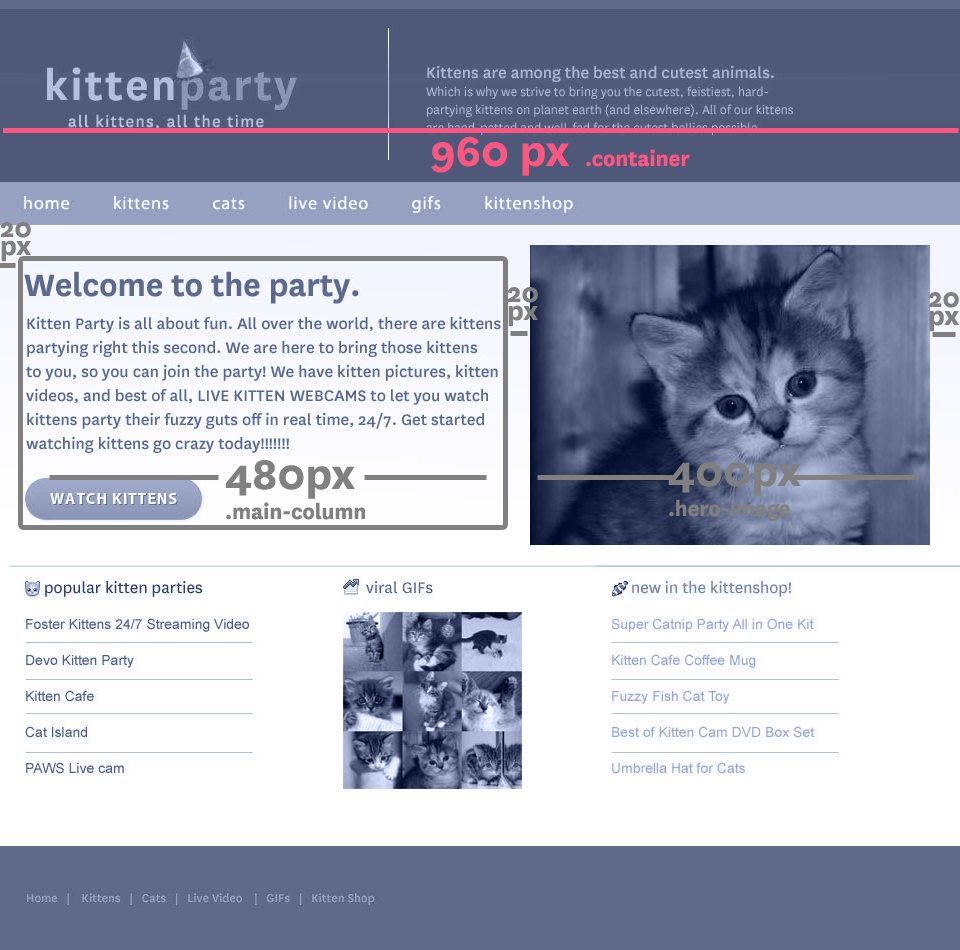 kittenparty
all kittens, all the time
Kittens are among the best and cutest animals.
Which is why we strive to bring you the cutest, feistiest, hard-
partying kittens on planet earth (and elsewhere). All of our kittens
are hand-petted and well-fed for the cutest bellies possible.
960 px .container
home kittens cats live video gifs kittenshop
20
px
Welcome to the party.
Kitten Party is all about fun. All over the world, there are kittens
partying right this second. We are here to bring those kittens
to you, so you can join the party! We have kitten pictures, kitten
videos, and best of all, LIVE KITTEN WEBCAMS to let you watch
kittens party their fuzzy guts off in real time, 24/7. Get started
watching kittens go crazy today!!!!!!!
480px
.main-column
WATCH KITTENS
20
px
400px
.hero-image
20
px
popular kitten parties
Foster Kittens 24/7 Streaming Video
Devo Kitten Party
Kitten Cafe
Cat Island
PAWS Live cam
viral GIFs
new in the kittenshop!
Super Catnip Party All in One Kit
Kitten Cafe Coffee Mug
Fuzzy Fish Cat Toy
Best of Kitten Cam DVD Box Set
Umbrella Hat for Cats
Home | Kittens | Cats | Live Video | GIFs | Kitten Shop